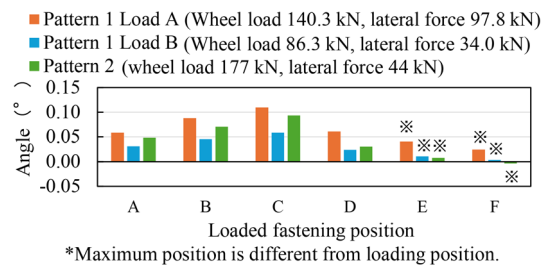 Pattern 1 Load A (Wheel load 140.3 kN, lateral force 97.8 kN)
Pattern 1 Load B (Wheel load 86.3 kN, lateral force 34.0 kN)
Pattern 2 (wheel load 177 kN, lateral force 44 kN)
Angle (°)
0.15
0.10
0.05
0.00
-0.05
※ ※ ※ ※ ※ ※
A B C D E F
Loaded fastening position
*Maximum position is different from loading position.